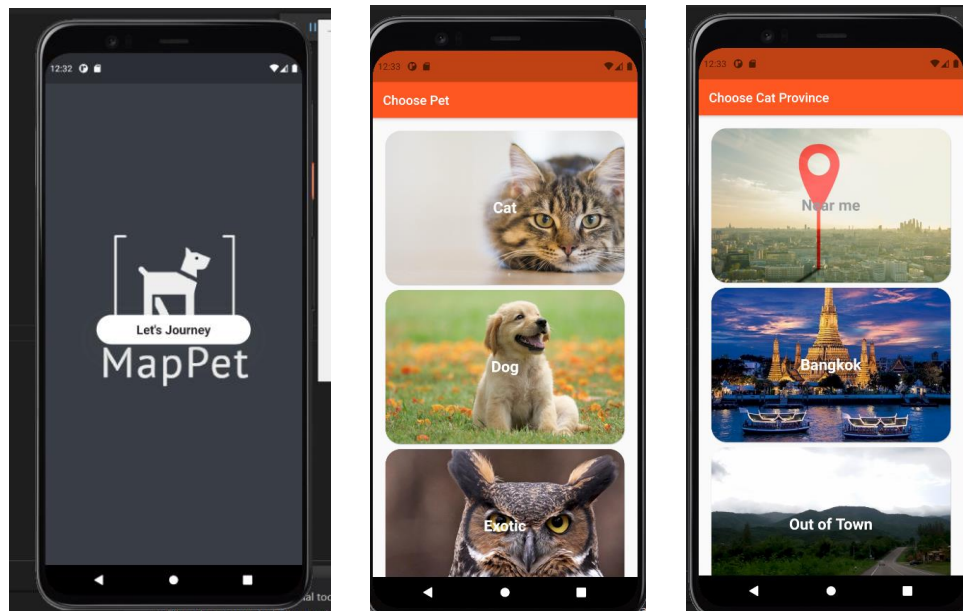 12:32
Let's Journey
MapPet
12:33
Choose Pet
Cat
Dog
Exotic
12:33
Choose Cat Province
Near me
Bangkok
Out of Town